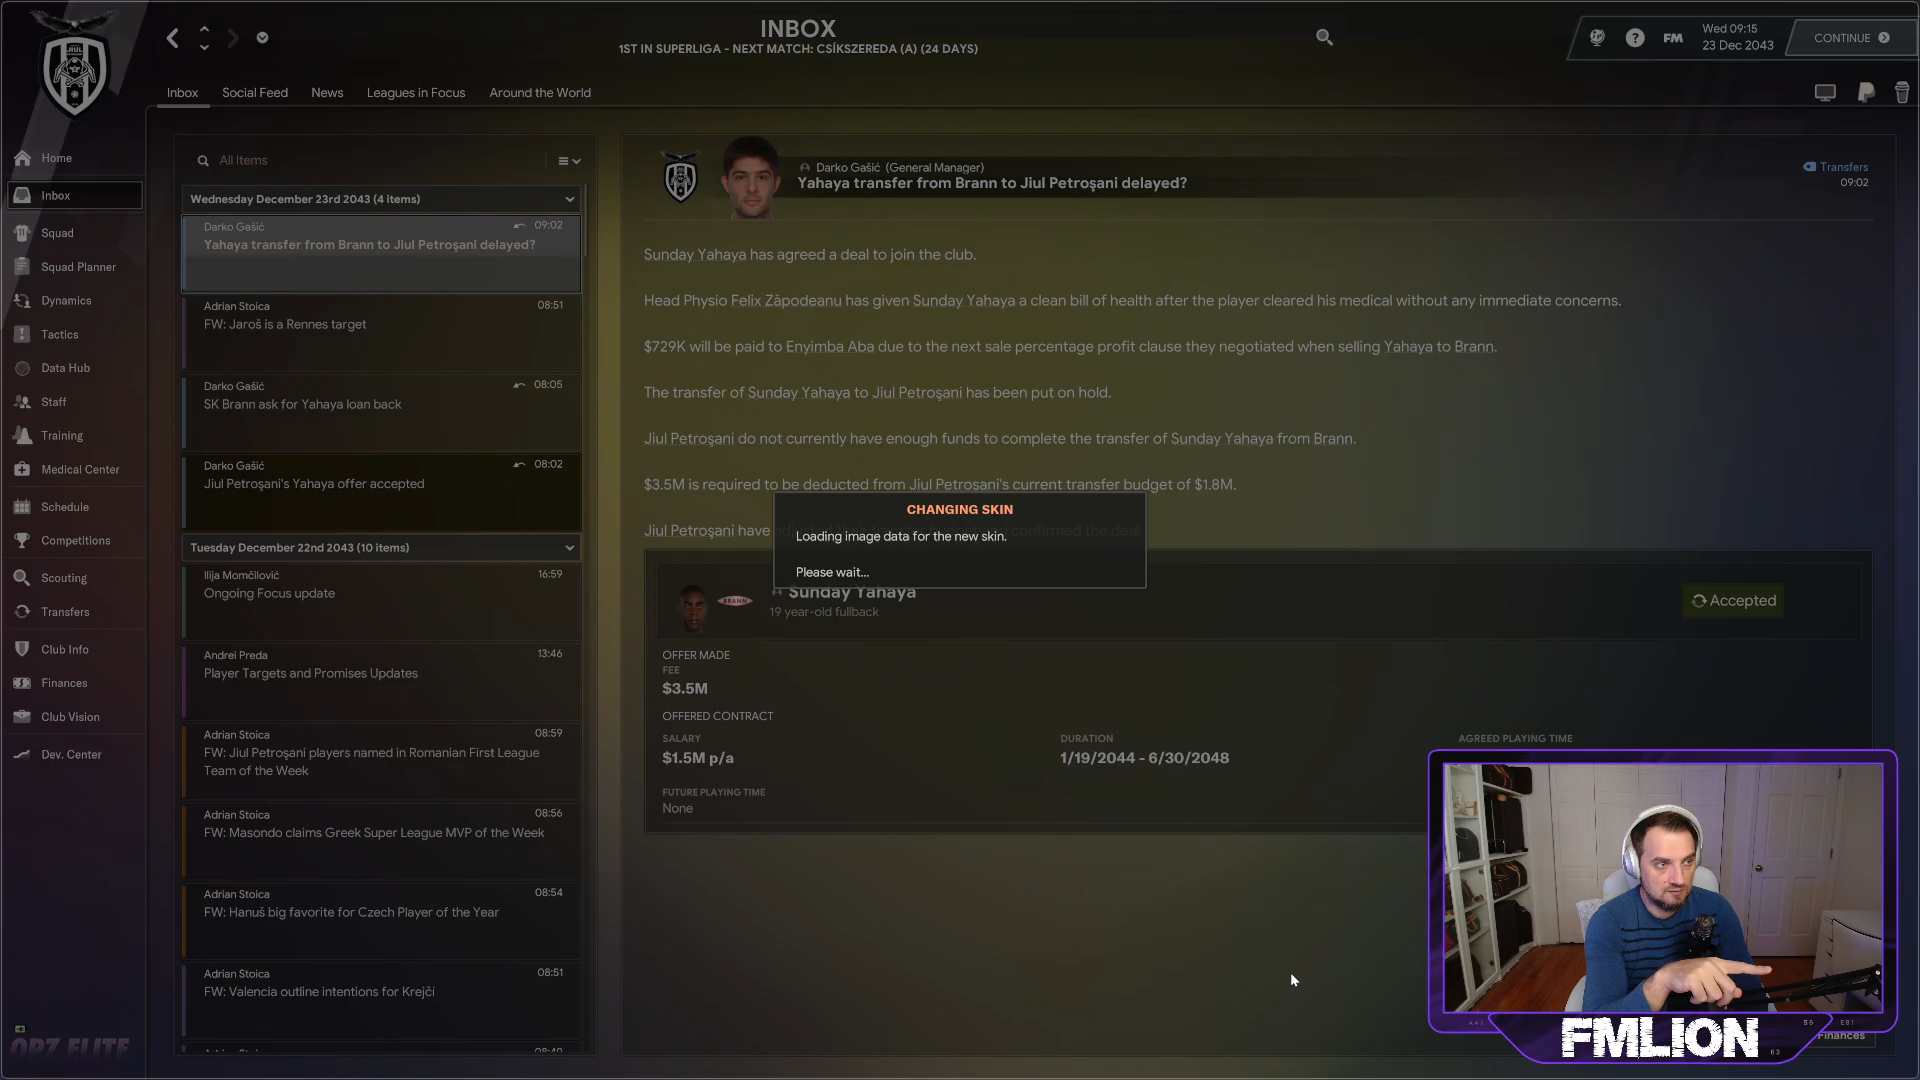 INBOX
1ST IN SUPERLIGA - NEXT MATCH: CSÍKSZEREDA (A) (24 DAYS)
FM
Wed 09:15
23 Dec 2043
CONTINUE
JIUL
Inbox
Social Feed
News
Leagues in Focus
Around the World
Home
Inbox
Squad
Squad Planner
Dynamics
Tactics
Data Hub
Staff
Training
Medical Center
Schedule
Competitions
Scouting
Transfers
Club Info
Finances
Club Vision
Dev. Center
OPZ ELITE
All Items
Wednesday December 23rd 2043 (4 items)
Darko Gašić
09:02
Yahaya transfer from Brann to Jiul Petroşani delayed?
Adrian Stoica
08:51
FW: Jaroš is a Rennes target
Darko Gašić
08:05
SK Brann ask for Yahaya loan back
Darko Gašić
08:02
Jiul Petroşani's Yahaya offer accepted
Tuesday December 22nd 2043 (10 items)
Ilija Momčilović
16:59
Ongoing Focus update
Andrei Preda
13:46
Player Targets and Promises Updates
Adrian Stoica
08:59
FW: Jiul Petroşani players named in Romanian First League
Team of the Week
Adrian Stoica
08:56
FW: Masondo claims Greek Super League MVP of the Week
Adrian Stoica
08:54
FW: Hanuš big favorite for Czech Player of the Year
Adrian Stoica
08:51
FW: Valencia outline intentions for Krejčí
Darko Gašić (General Manager)
Yahaya transfer from Brann to Jiul Petroşani delayed?
Transfers
09:02
Sunday Yahaya has agreed a deal to join the club.
Head Physio Felix Zăpodeanu has given Sunday Yahaya a clean bill of health after the player cleared his medical without any immediate concerns.
$729K will be paid to Enyimba Aba due to the next sale percentage profit clause they negotiated when selling Yahaya to Brann.
The transfer of Sunday Yahaya to Jiul Petroşani has been put on hold.
Jiul Petroşani do not currently have enough funds to complete the transfer of Sunday Yahaya from Brann.
$3.5M is required to be deducted from Jiul Petroşani's current transfer budget of $1.8M.
Jiul Petroşani have confirmed the deal
CHANGING SKIN
Loading image data for the new skin.
Please wait...
BRANN
Sunday Yahaya
19 year-old fullback
Accepted
OFFER MADE
FEE
$3.5M
OFFERED CONTRACT
SALARY
$1.5M p/a
DURATION
1/19/2044 - 6/30/2048
AGREED PLAYING TIME
FUTURE PLAYING TIME
None
FMLION
56
E81
63
Finances